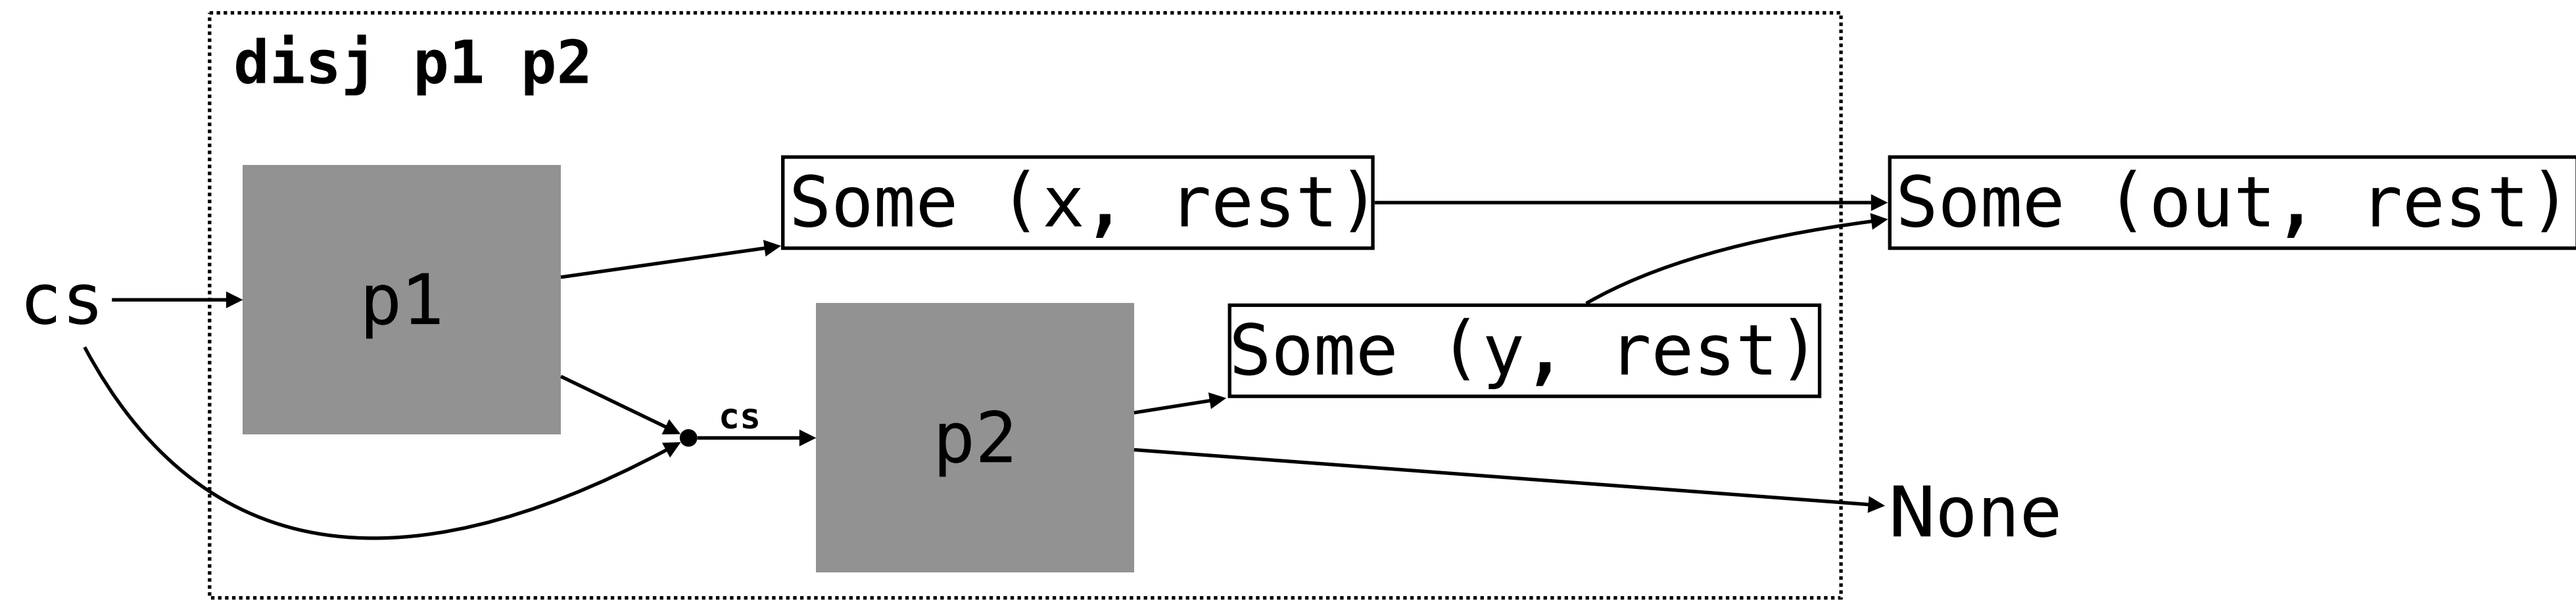 disj p1 p2
Some (x, rest)
Some (out, rest)
cs
p1
Some (y, rest)
cs
p2
None